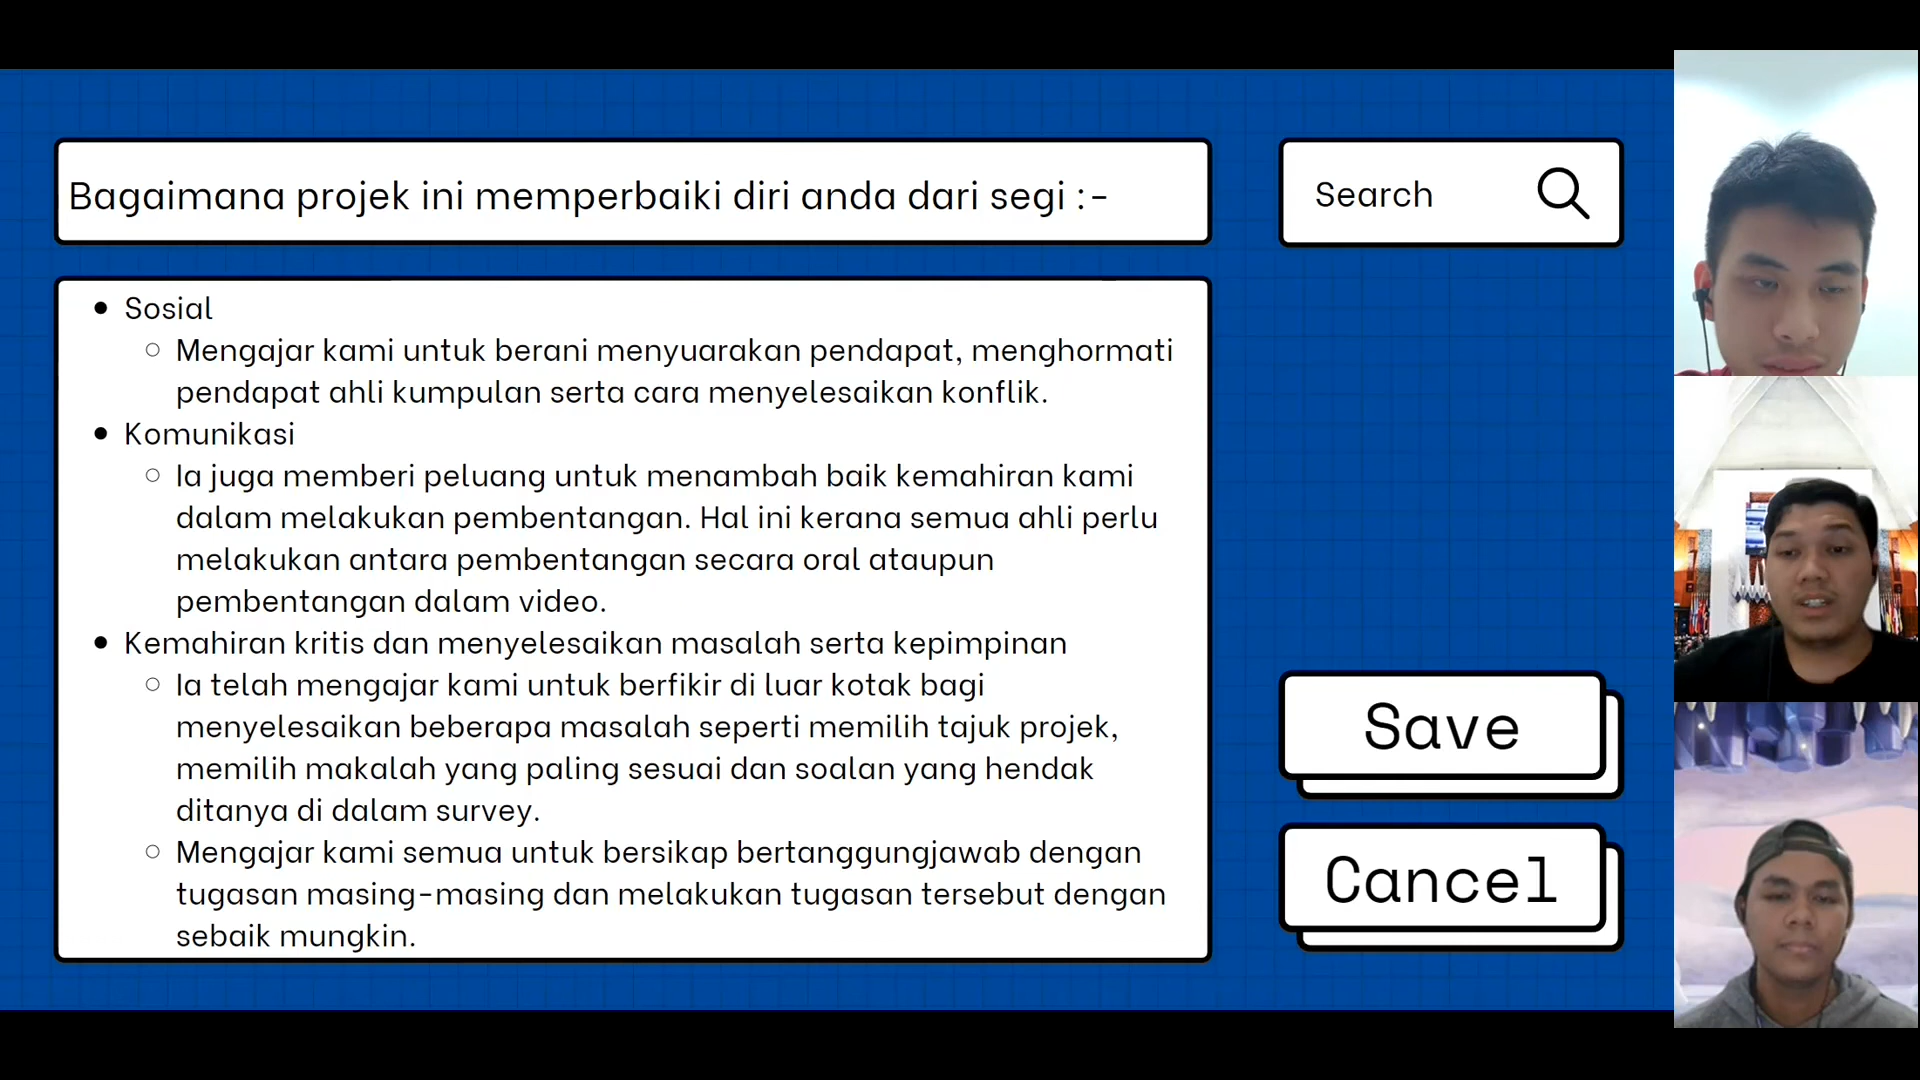 Bagaimana projek ini memperbaiki diri anda dari segi :-
Search
Sosial
Mengajar kami untuk berani menyuarakan pendapat, menghormati
pendapat ahli kumpulan serta cara menyelesaikan konflik.
Komunikasi
Ia juga memberi peluang untuk menambah baik kemahiran kami
dalam melakukan pembentangan. Hal ini kerana semua ahli perlu
melakukan antara pembentangan secara oral ataupun
pembentangan dalam video.
Kemahiran kritis dan menyelesaikan masalah serta kepimpinan
Ia telah mengajar kami untuk berfikir di luar kotak bagi
menyelesaikan beberapa masalah seperti memilih tajuk projek,
memilih makalah yang paling sesuai dan soalan yang hendak
ditanya di dalam survey.
Mengajar kami semua untuk bersikap bertanggungjawab dengan
tugasan masing-masing dan melakukan tugasan tersebut dengan
sebaik mungkin.
Save
Cancel